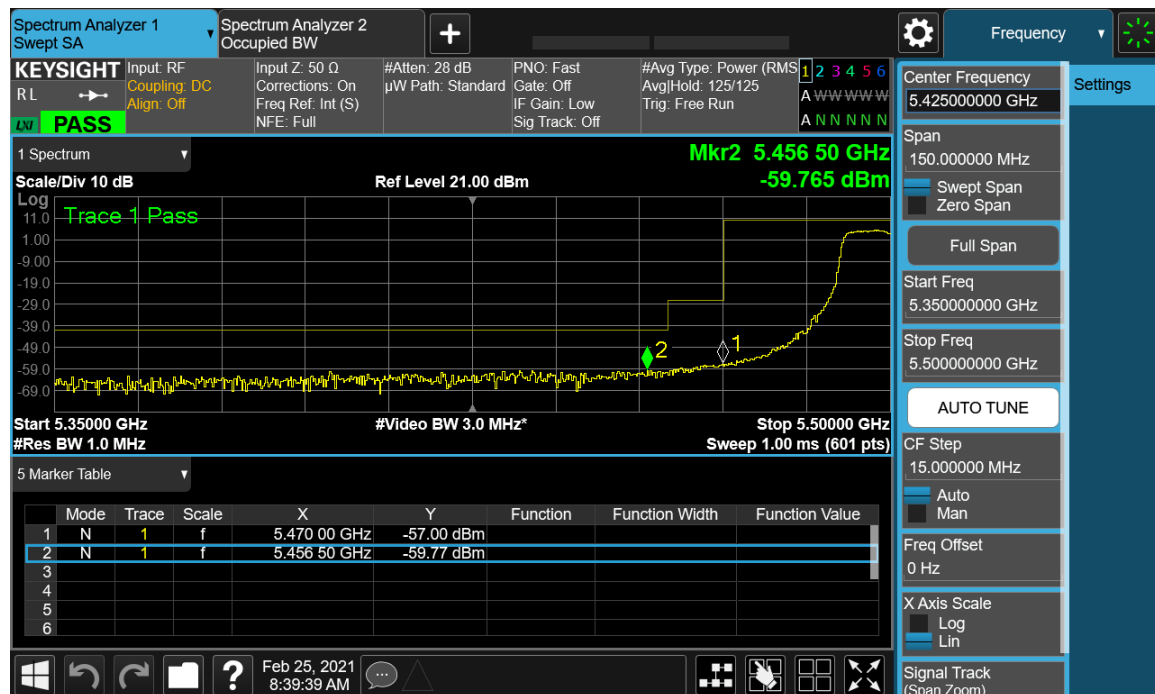 Spectrum Analyzer 1
Swept SA
Spectrum Analyzer 2
Occupied BW
Frequency
KEYSIGHT
R L
LXI
PASS
Input: RF
Coupling: DC
Align: Off
Input Z: 50 Ω
Corrections: On
Freq Ref: Int (S)
NFE: Full
#Atten: 28 dB
µW Path: Standard
PNO: Fast
Gate: Off
IF Gain: Low
Sig Track: Off
#Avg Type: Power (RMS
Avg|Hold: 125/125
Trig: Free Run
1 2 3 4 5 6
A W W W W W
A N N N N N
1 Spectrum
Scale/Div 10 dB
Ref Level 21.00 dBm
Mkr2 5.456 50 GHz
-59.765 dBm
Log
Trace 1 Pass
11.0
1.00
-9.00
-19.0
-29.0
-39.0
-49.0
-59.0
-69.0
2
1
Start 5.35000 GHz
#Video BW 3.0 MHz*
Stop 5.50000 GHz
#Res BW 1.0 MHz
Sweep 1.00 ms (601 pts)
5 Marker Table
Mode Trace Scale X Y Function Function Width Function Value
1 N 1 f 5.470 00 GHz -57.00 dBm
2 N 1 f 5.456 50 GHz -59.77 dBm
3
4
5
6
?
Feb 25, 2021
8:39:39 AM
Center Frequency
5.425000000 GHz
Settings
Span
150.000000 MHz
Swept Span
Zero Span
Full Span
Start Freq
5.350000000 GHz
Stop Freq
5.500000000 GHz
AUTO TUNE
CF Step
15.000000 MHz
Auto
Man
Freq Offset
0 Hz
X Axis Scale
Log
Lin
Signal Track
(Span Zoom)